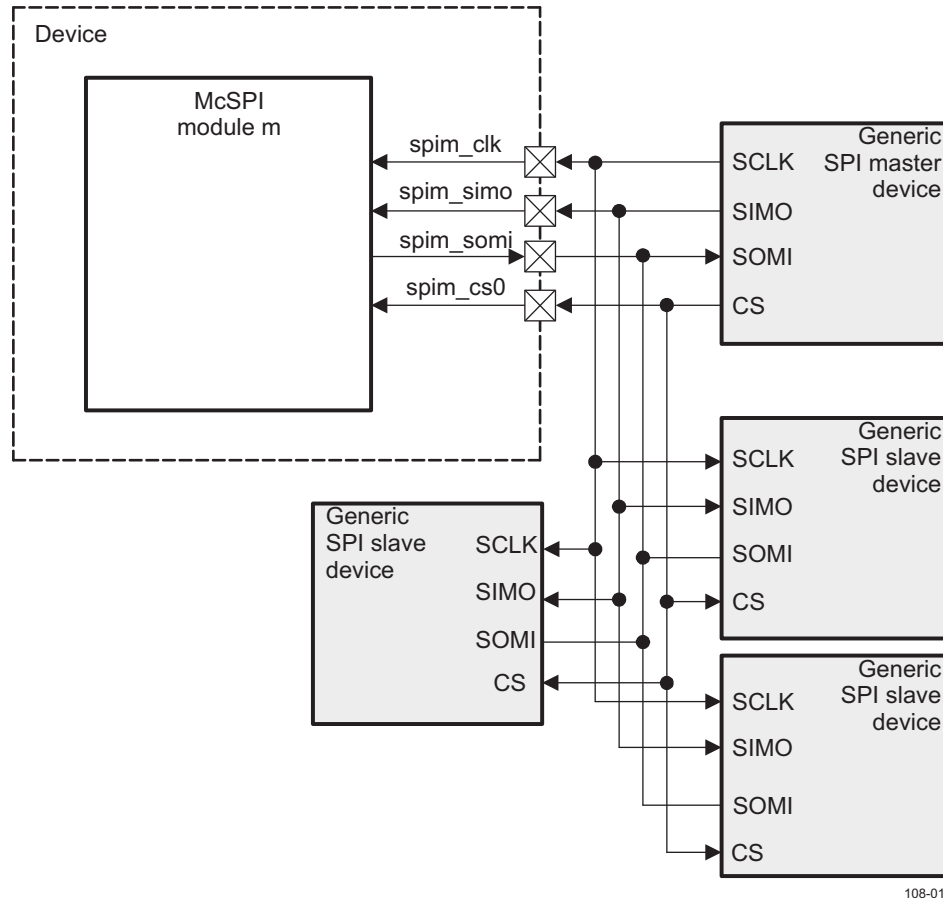 Device
McSPI
module m
spim_clk
spim_simo
spim_somi
spim_cs0
Generic
SPI master
device
SCLK
SIMO
SOMI
CS
Generic
SPI slave
device
SCLK
SIMO
SOMI
CS
Generic
SPI slave
device
SCLK
SIMO
SOMI
CS
Generic
SPI slave
device
SCLK
SIMO
SOMI
CS
108-01